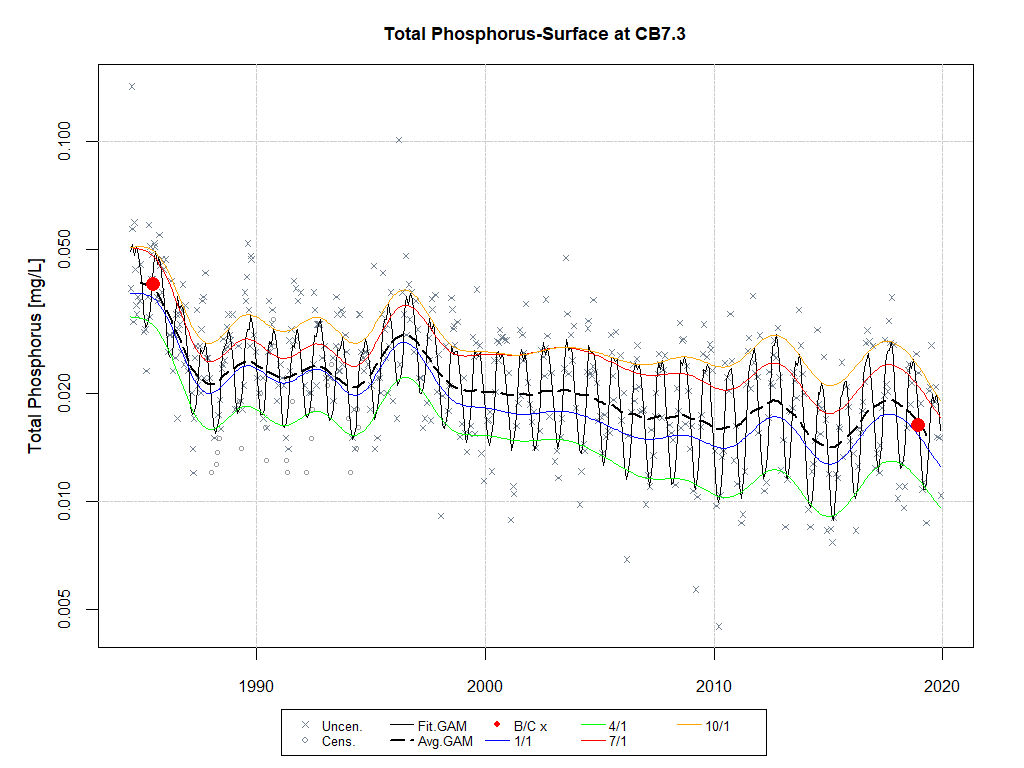 Total Phosphorus-Surface at CB7.3
Total Phosphorus [mg/L]
0.100
0.050
0.020
0.010
0.005
1990 2000 2010 2020
Uncen. Fit.GAM B/C x 4/1 10/1
Cens. Avg.GAM 1/1 7/1